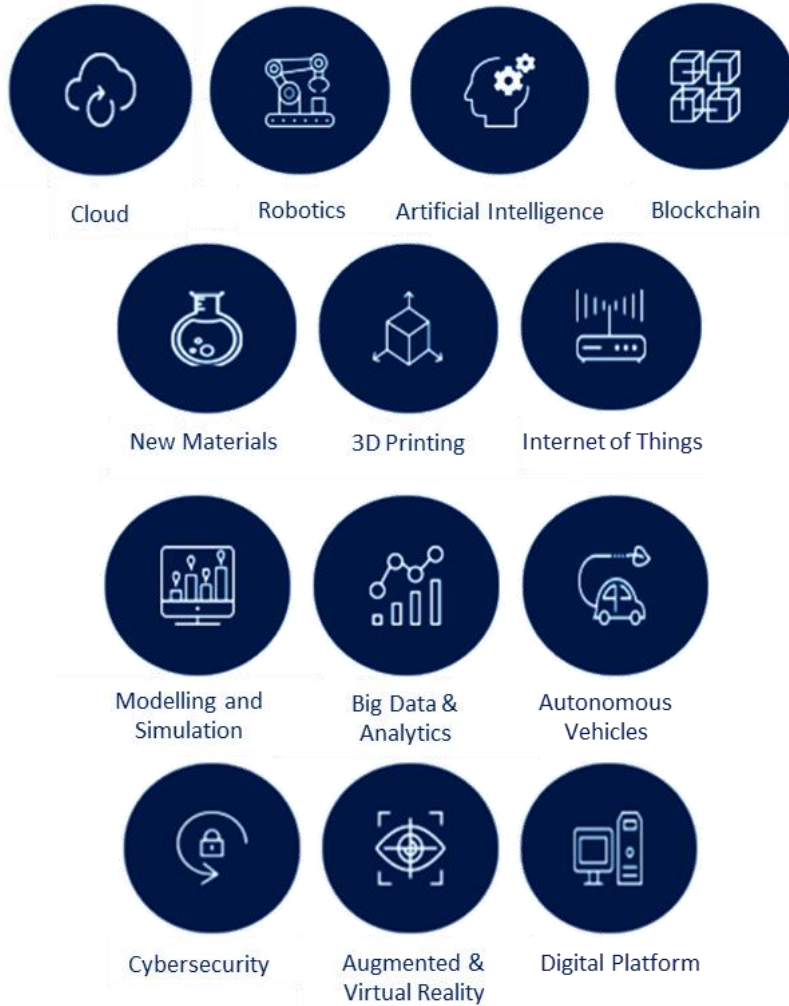 Cloud
Robotics
Artificial Intelligence
Blockchain
New Materials
3D Printing
Internet of Things
Modelling and
Simulation
Big Data &
Analytics
Autonomous
Vehicles
Cybersecurity
Augmented &
Virtual Reality
Digital Platform